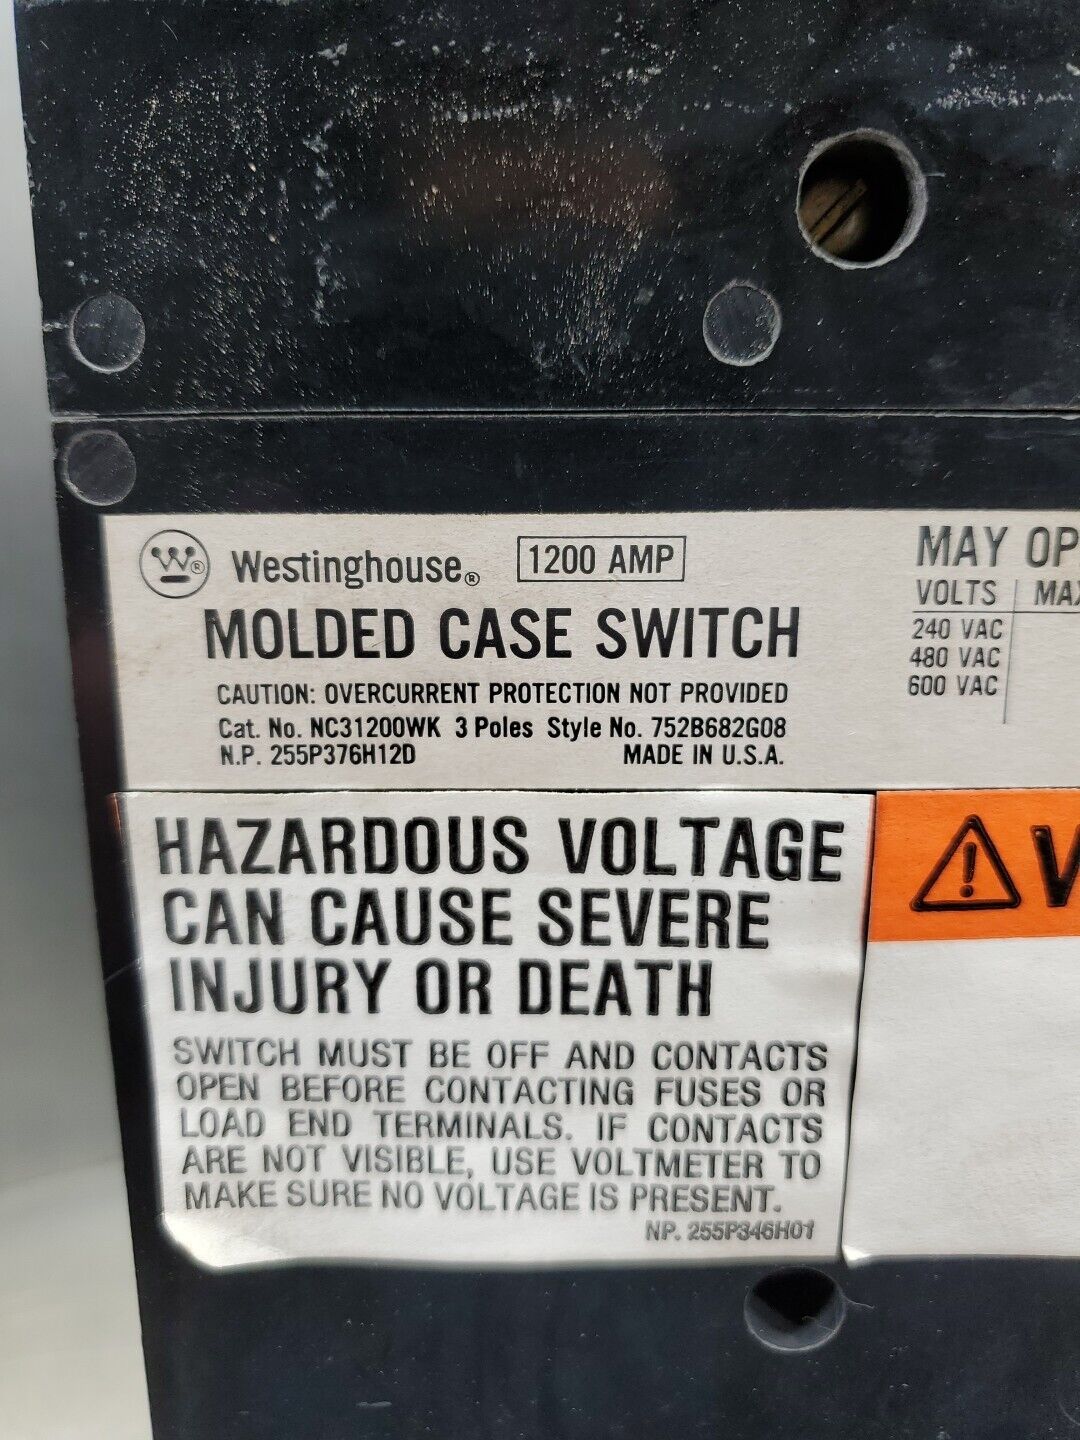 Westinghouse® 1200 AMP
MOLDED CASE SWITCH
CAUTION: OVERCURRENT PROTECTION NOT PROVIDED
Cat. No. NC31200WK 3 Poles Style No. 752B682G08
N.P. 255P376H12D MADE IN U.S.A.
MAY OP
VOLTS MAX
240 VAC
480 VAC
600 VAC
HAZARDOUS VOLTAGE
CAN CAUSE SEVERE
INJURY OR DEATH
SWITCH MUST BE OFF AND CONTACTS
OPEN BEFORE CONTACTING FUSES OR
LOAD END TERMINALS. IF CONTACTS
ARE NOT VISIBLE, USE VOLTMETER TO
MAKE SURE NO VOLTAGE IS PRESENT.
NP. 255P346H01